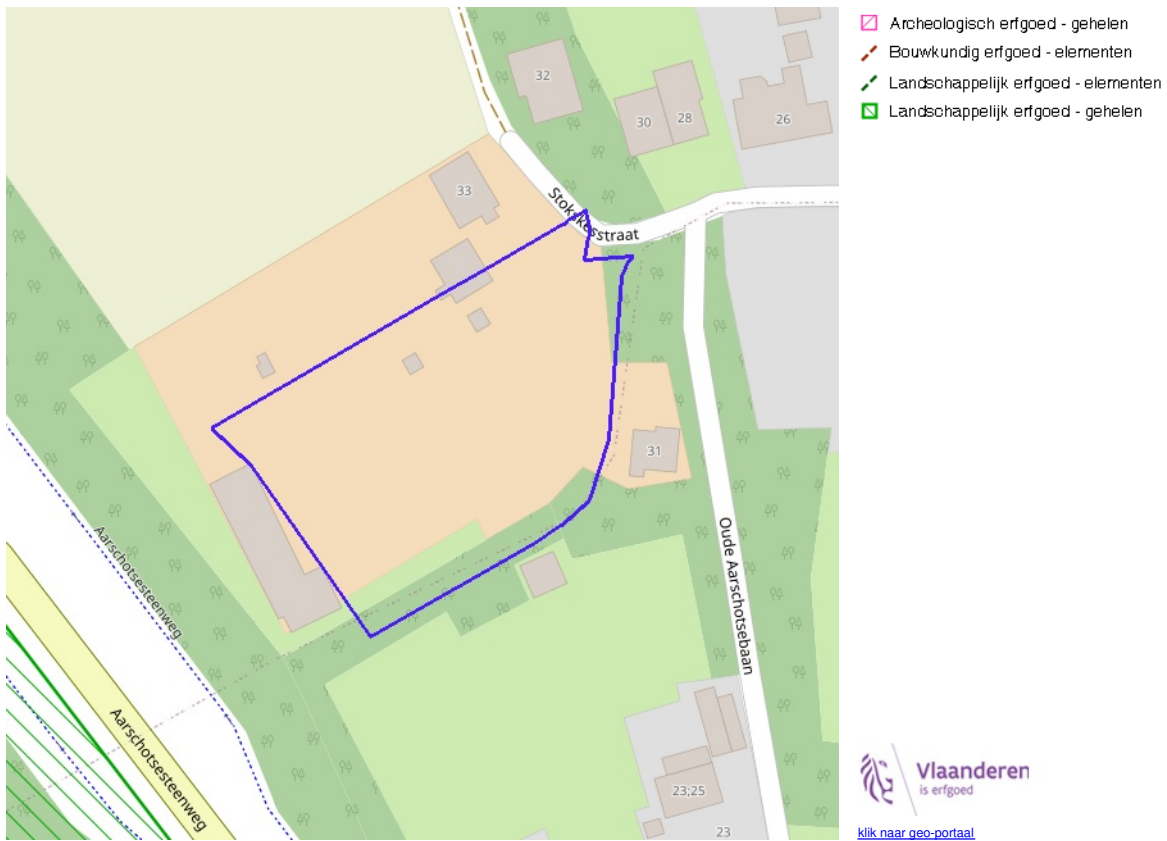 32
30
28
26
33
Stokskesstraat
31
Aarschotsesteenweg
Aarschotsesteenweg
Oude Aarschotsebaan
23;25
23
Archeologisch erfgoed - gehelen
Bouwkundig erfgoed - elementen
Landschappelijk erfgoed - elementen
Landschappelijk erfgoed - gehelen
Vlaanderen
is erfgoed
klik naar geo-portaal